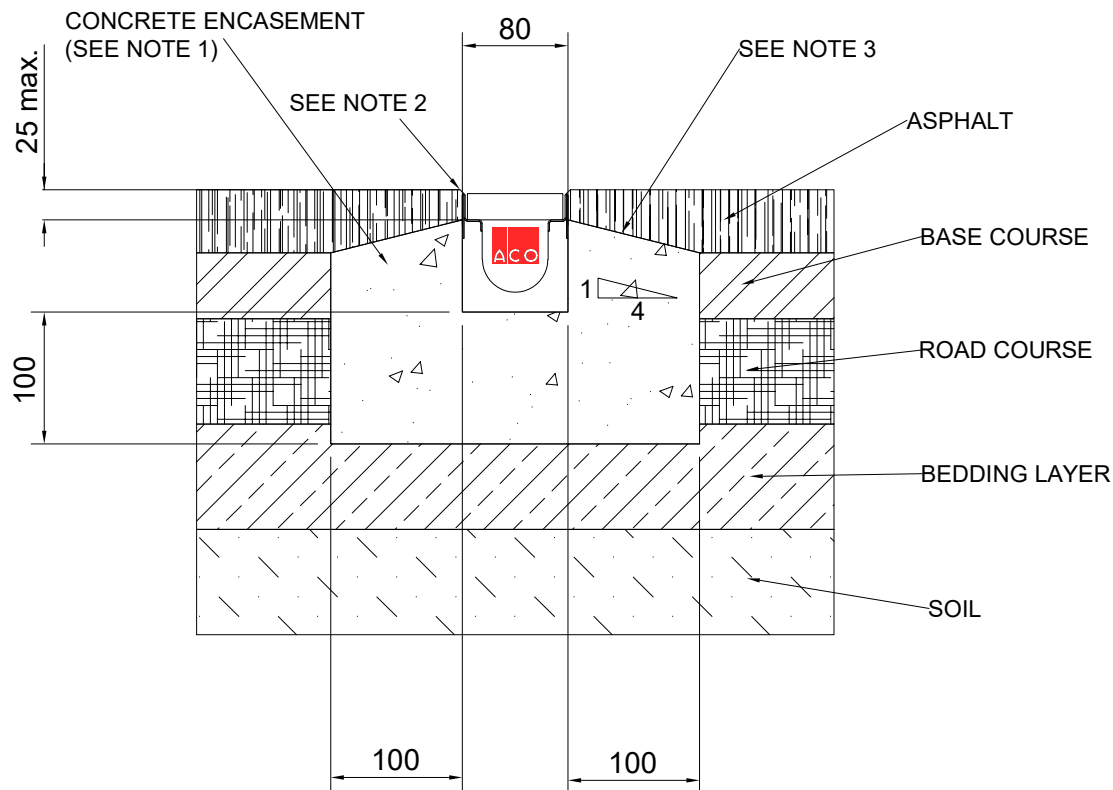 CONCRETE ENCASEMENT
(SEE NOTE 1)
80
SEE NOTE 3
25 max.
SEE NOTE 2
ASPHALT
ACO
BASE COURSE
1
4
100
ROAD COURSE
BEDDING LAYER
SOIL
100
100